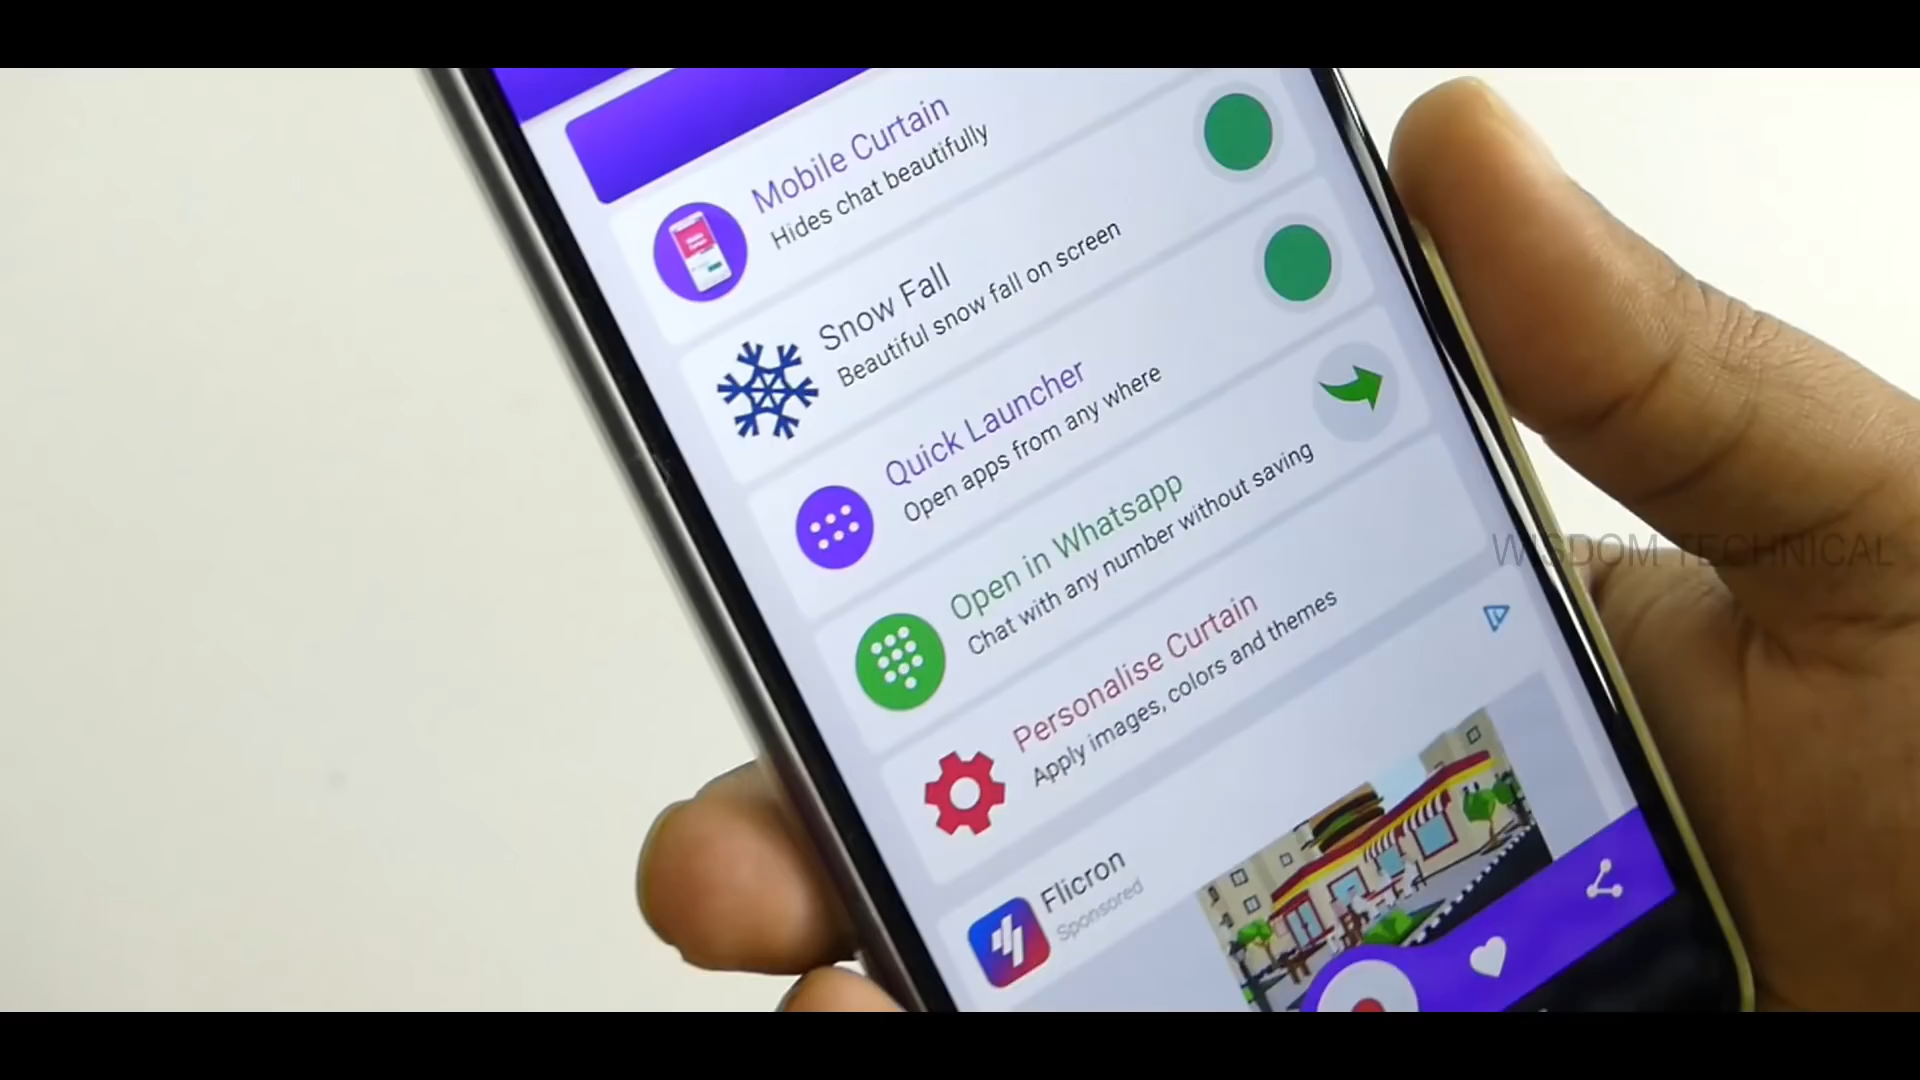 Mobile Curtain
Hides chat beautifully
Snow Fall
Beautiful snow fall on screen
Quick Launcher
Open apps from any where
Open in Whatsapp
Chat with any number without saving
Personalise Curtain
Apply images, colors and themes
Flicron
Sponsored
WISDOM TECHNICAL